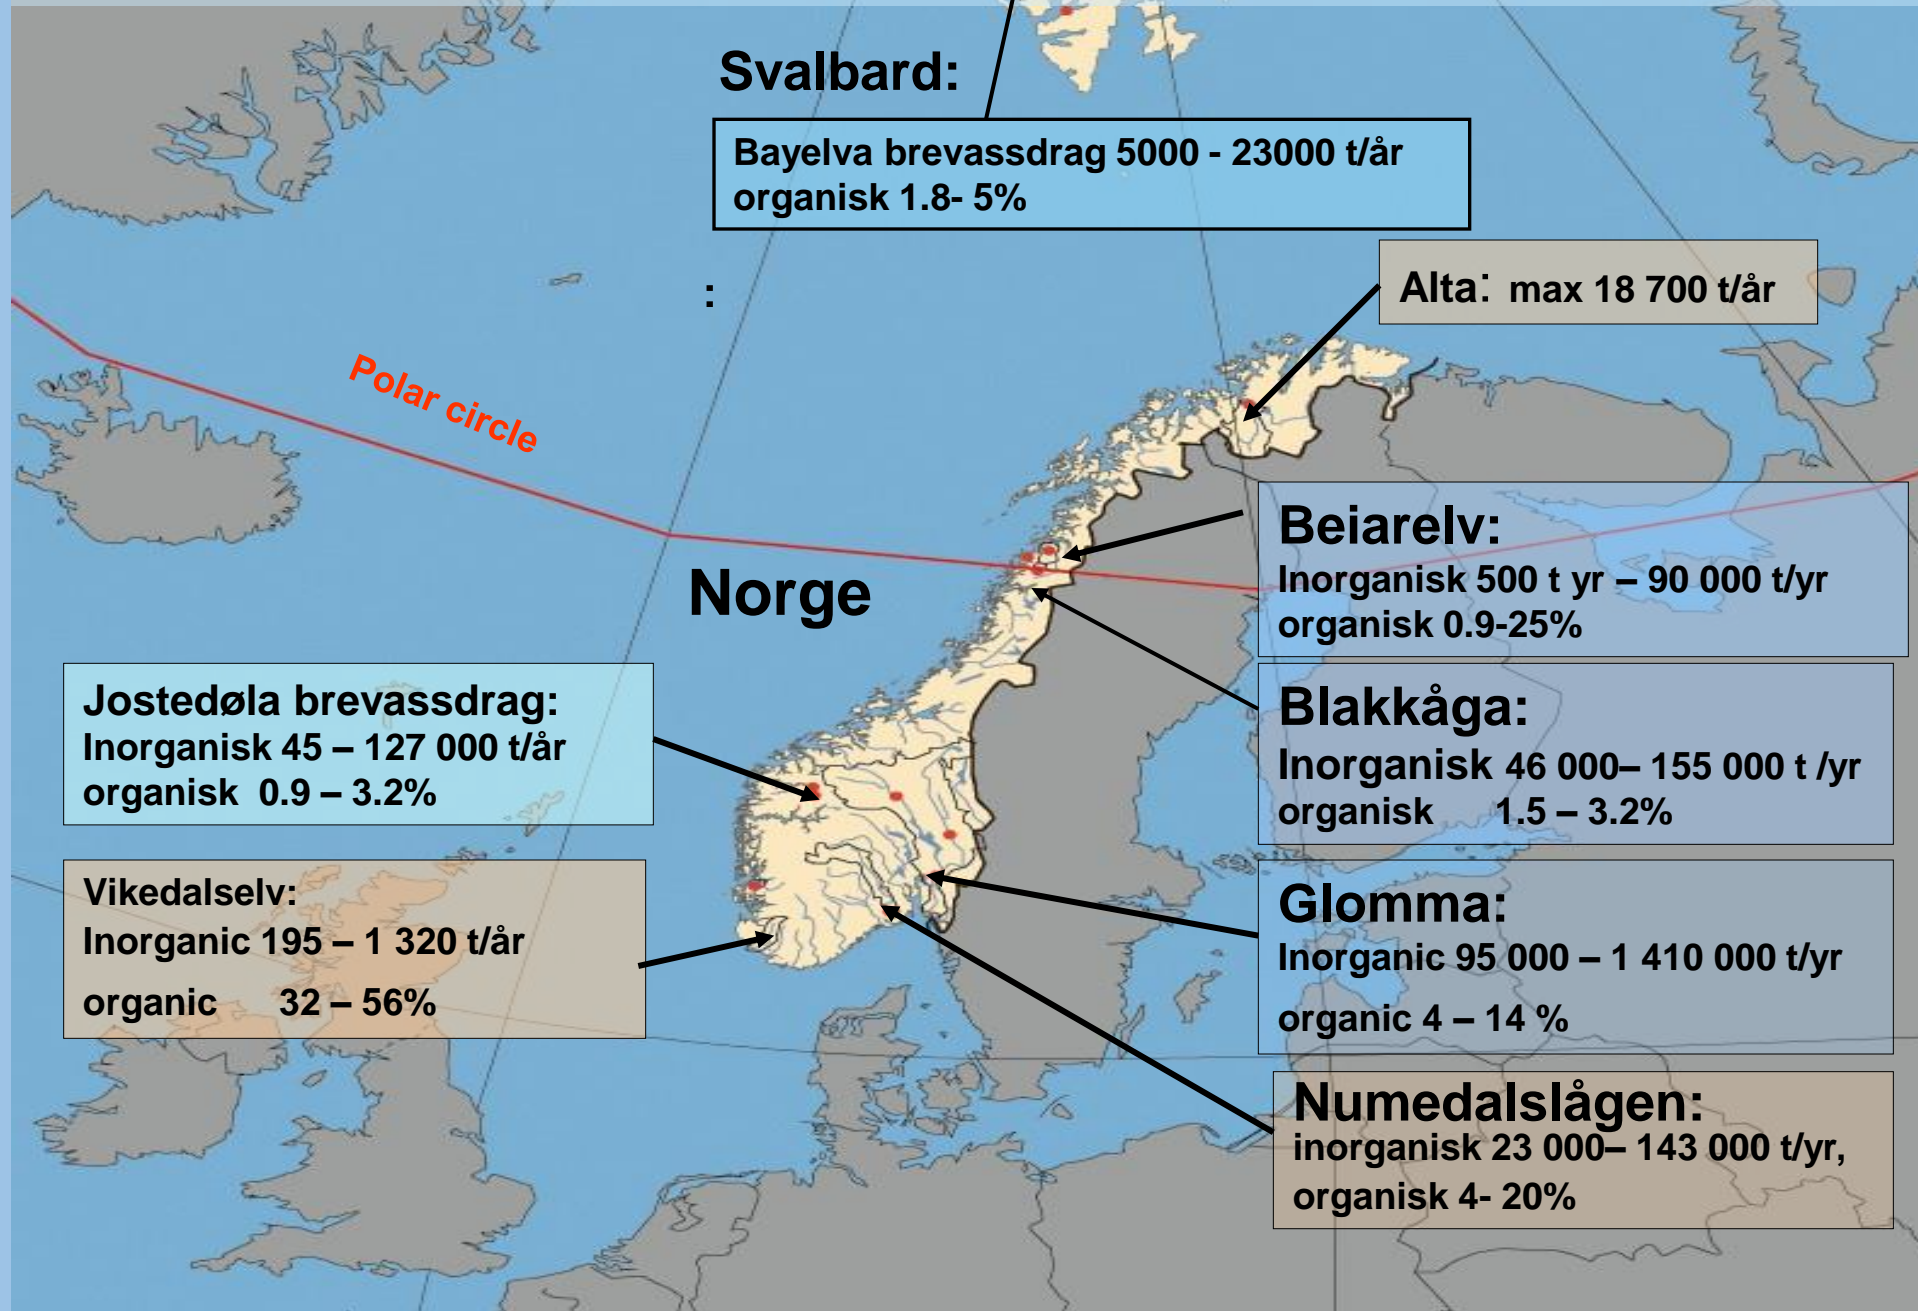 Svalbard:
Bayelva brevassdrag 5000 - 23000 t/år
organisk 1.8- 5%
:
Alta: max 18 700 t/år
Polar circle
Norge
Beiarelv:
Inorganisk 500 t yr – 90 000 t/yr
organisk 0.9-25%
Jostedøla brevassdrag:
Inorganisk 45 – 127 000 t/år
organisk 0.9 – 3.2%
Blakkåga:
Inorganisk 46 000– 155 000 t /yr
organisk 1.5 – 3.2%
Vikedalselv:
Inorganic 195 – 1 320 t/år
organic 32 – 56%
Glomma:
Inorganic 95 000 – 1 410 000 t/yr
organic 4 – 14 %
Numedalslågen:
inorganisk 23 000– 143 000 t/yr,
organisk 4- 20%